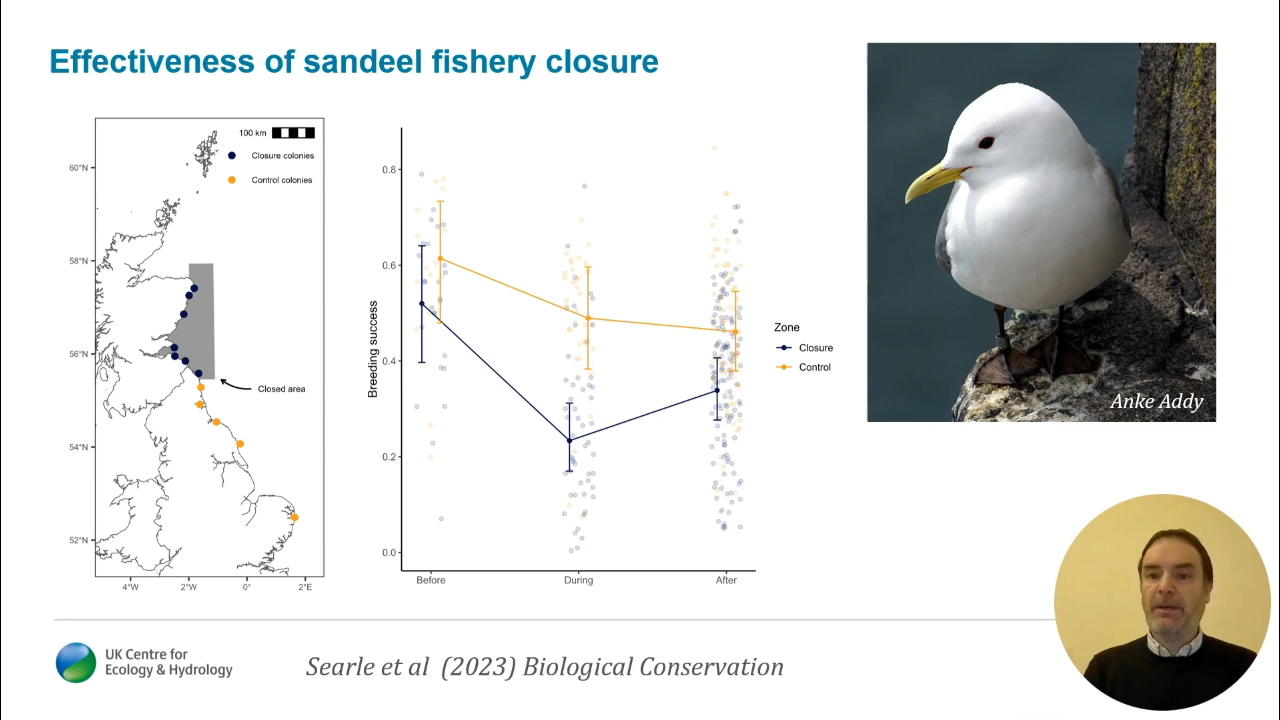 Effectiveness of sandeel fishery closure
100 km
Closure colonies
Control colonies
60°N
58°N
56°N
54°N
52°N
4°W
2°W
0°
2°E
Closed area
Breeding success
0.8
0.6
0.4
0.2
0.0
Before
During
After
Zone
Closure
Control
Anke Addy
UK Centre for
Ecology & Hydrology
Searle et al (2023) Biological Conservation